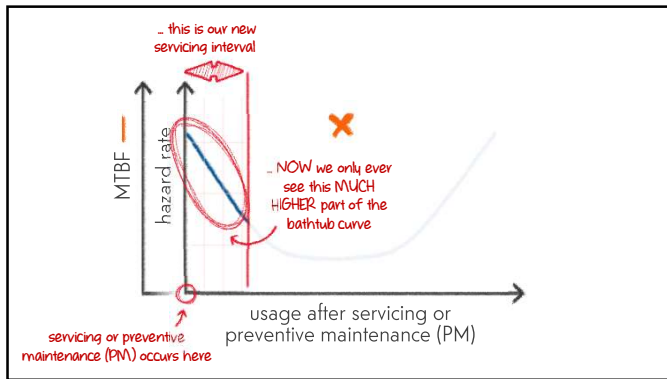 ... this is our new
servicing interval
MTBF
hazard rate
... NOW we only ever
see this MUCH
HIGHER part of the
bathtub curve
usage after servicing or
preventive maintenance (PM)
servicing or preventive
maintenance (PM) occurs here